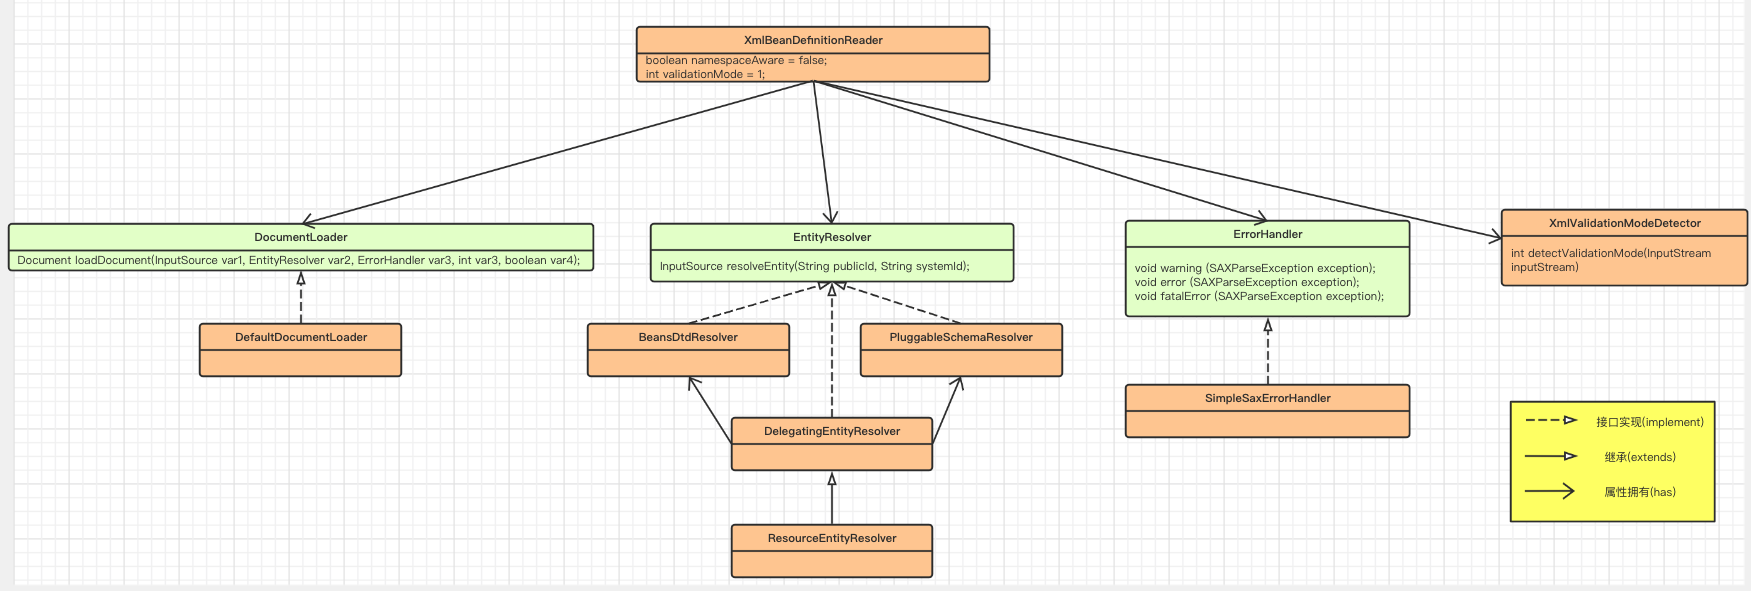 XmlBeanDefinitionReader
boolean namespaceAware = false;
int validationMode = 1;
DocumentLoader
Document loadDocument(InputSource var1, EntityResolver var2, ErrorHandler var3, int var3, boolean var4);
EntityResolver
InputSource resolveEntity(String publicId, String systemId);
ErrorHandler
void warning (SAXParseException exception);
void error (SAXParseException exception);
void fatalError (SAXParseException exception);
XmlValidationModeDetector
int detectValidationMode(InputStream
inputStream)
DefaultDocumentLoader
BeansDtdResolver
PluggableSchemaResolver
DelegatingEntityResolver
SimpleSaxErrorHandler
ResourceEntityResolver
接口实现(implement)
继承(extends)
属性拥有(has)